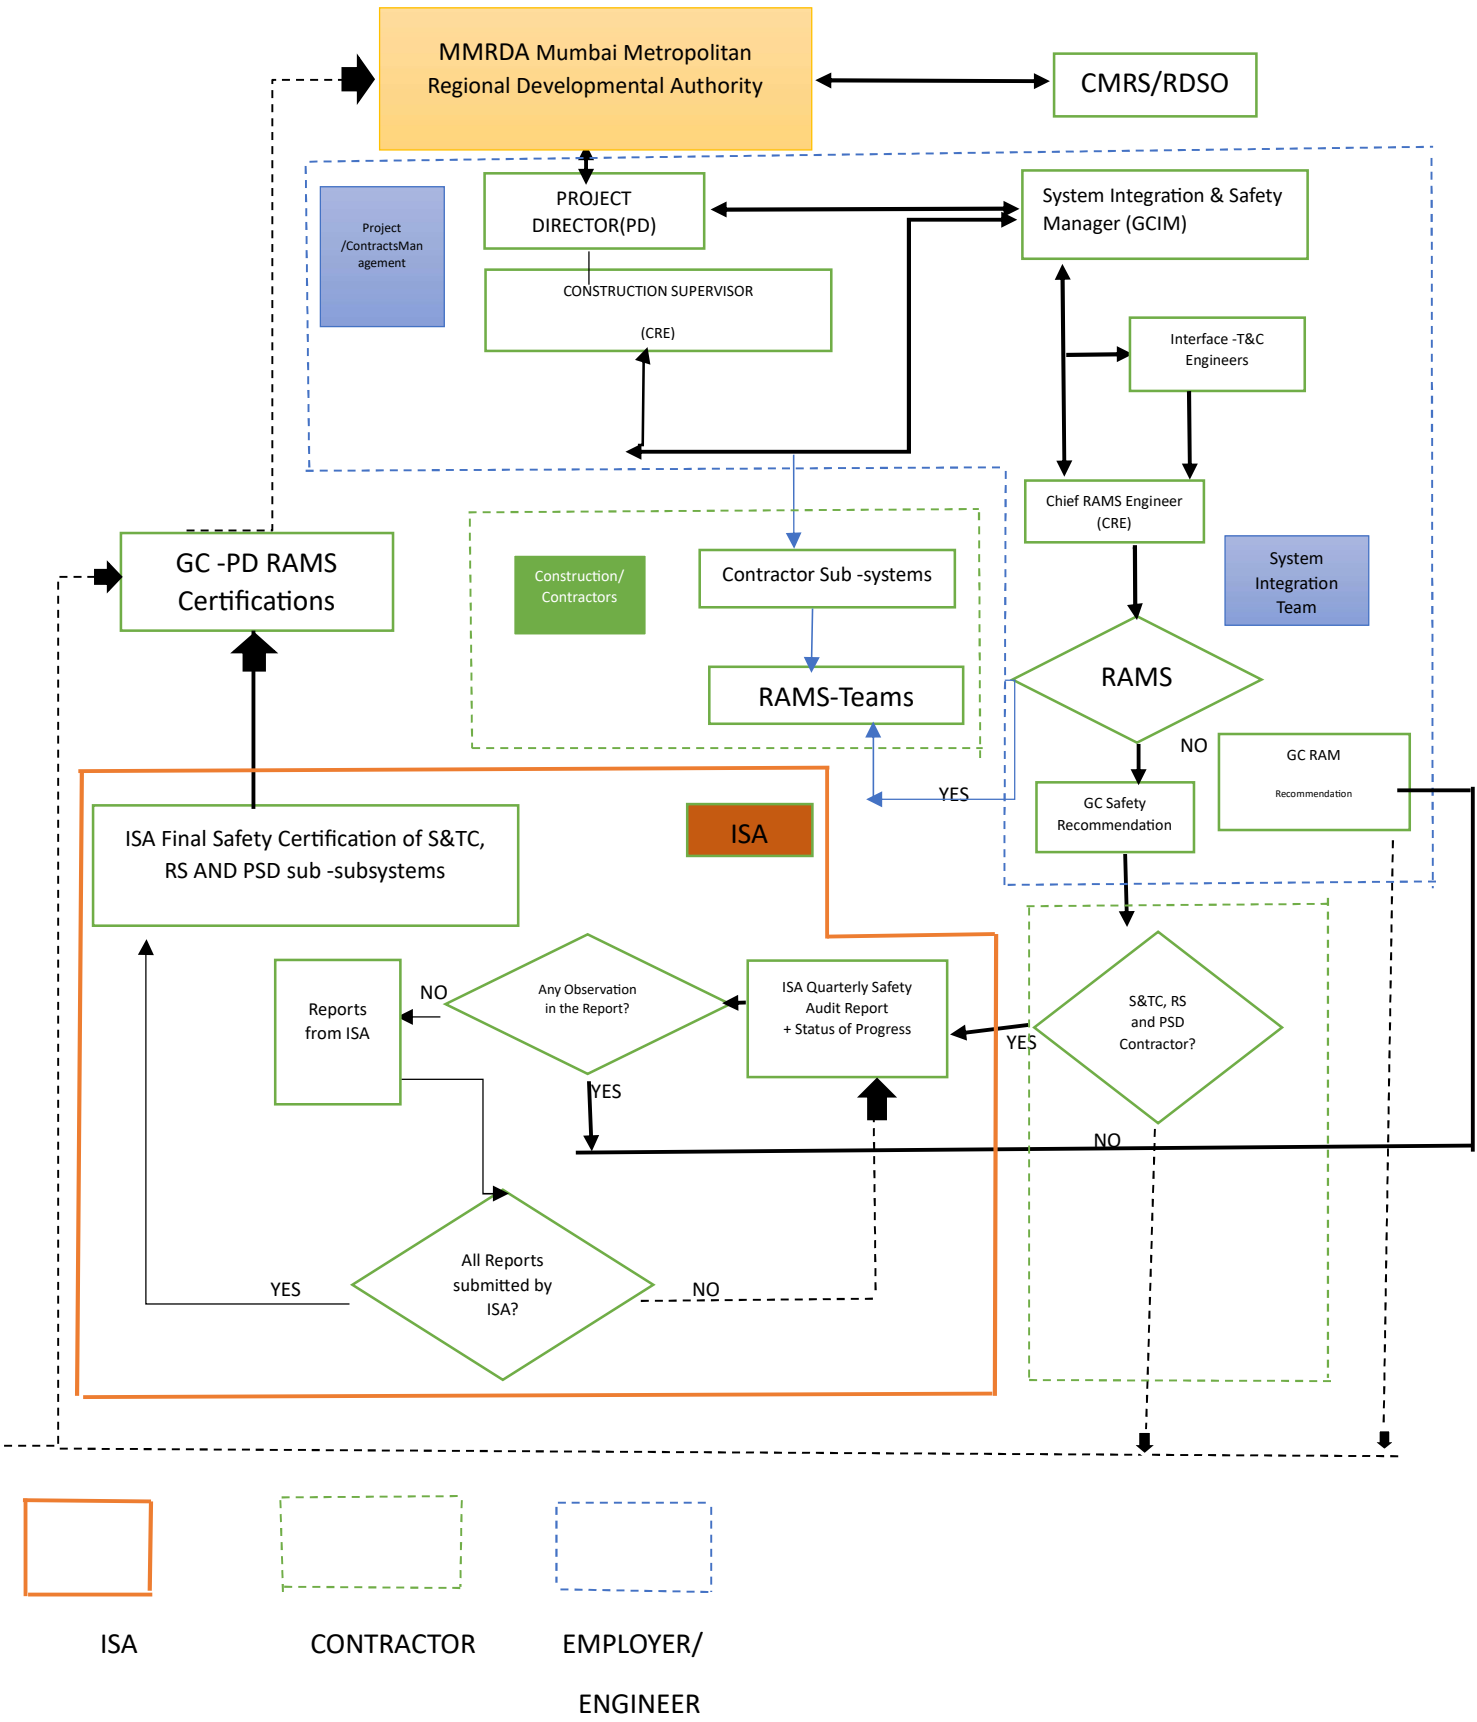 MMRDA Mumbai Metropolitan
Regional Developmental Authority
CMRS/RDSO
Project
/ContractsMan
agement
PROJECT
DIRECTOR(PD)
System Integration & Safety
Manager (GCIM)
CONSTRUCTION SUPERVISOR
(CRE)
Interface -T&C
Engineers
Chief RAMS Engineer
(CRE)
GC -PD RAMS
Certifications
Construction/
Contractors
Contractor Sub -systems
System
Integration
Team
RAMS-Teams
RAMS
NO
YES
GC RAM
Recommendation
GC Safety
Recommendation
ISA Final Safety Certification of S&TC,
RS AND PSD sub -subsystems
ISA
Reports
from ISA
NO
Any Observation
in the Report?
ISA Quarterly Safety
Audit Report
+ Status of Progress
YES
S&TC, RS
and PSD
Contractor?
YES
NO
All Reports
submitted by
ISA?
YES
NO
ISA
CONTRACTOR
EMPLOYER/
ENGINEER